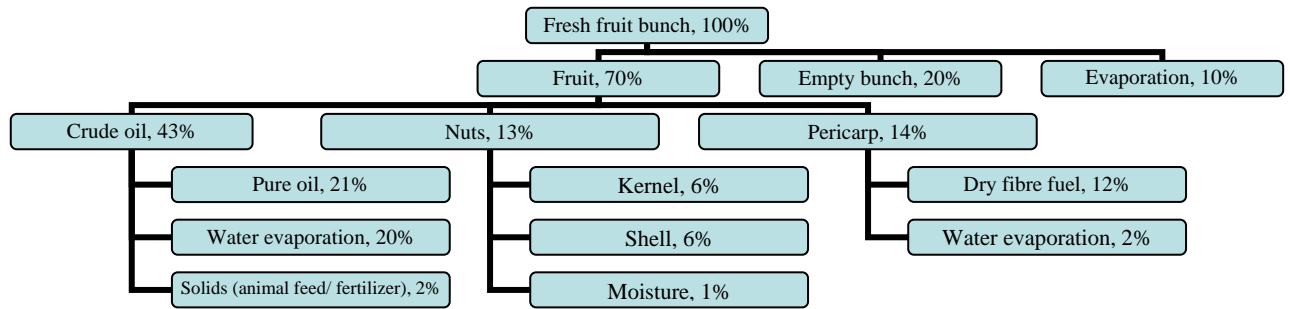 Fresh fruit bunch, 100%
Fruit, 70%
Empty bunch, 20%
Evaporation, 10%
Crude oil, 43%
Nuts, 13%
Pericarp, 14%
Pure oil, 21%
Kernel, 6%
Dry fibre fuel, 12%
Water evaporation, 20%
Shell, 6%
Water evaporation, 2%
Solids (animal feed/ fertilizer), 2%
Moisture, 1%